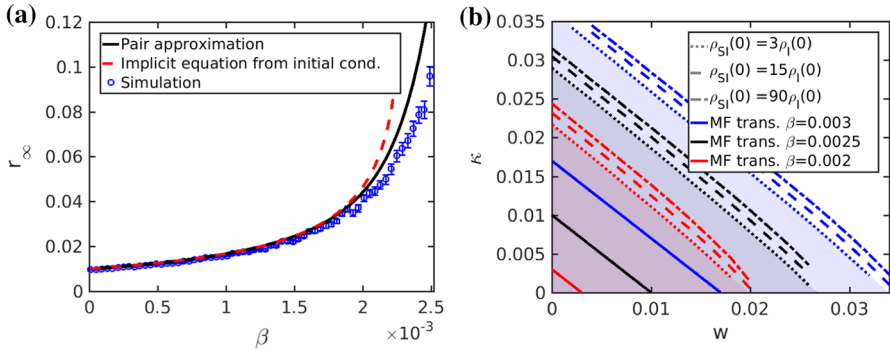 (a)
0.12
0.10
0.08
0.06
0.04
0.02
0
r∞
Pair approximation
Implicit equation from initial cond.
Simulation
0 0.5 1 1.5 2 2.5
×10⁻³
β
(b)
0.035
0.03
0.025
0.02
0.015
0.01
0.005
0
κ
ρSI(0) =3ρI(0)
ρSI(0) =15ρI(0)
ρSI(0) =90ρI(0)
MF trans. β=0.003
MF trans. β=0.0025
MF trans. β=0.002
0 0.01 0.02 0.03
w